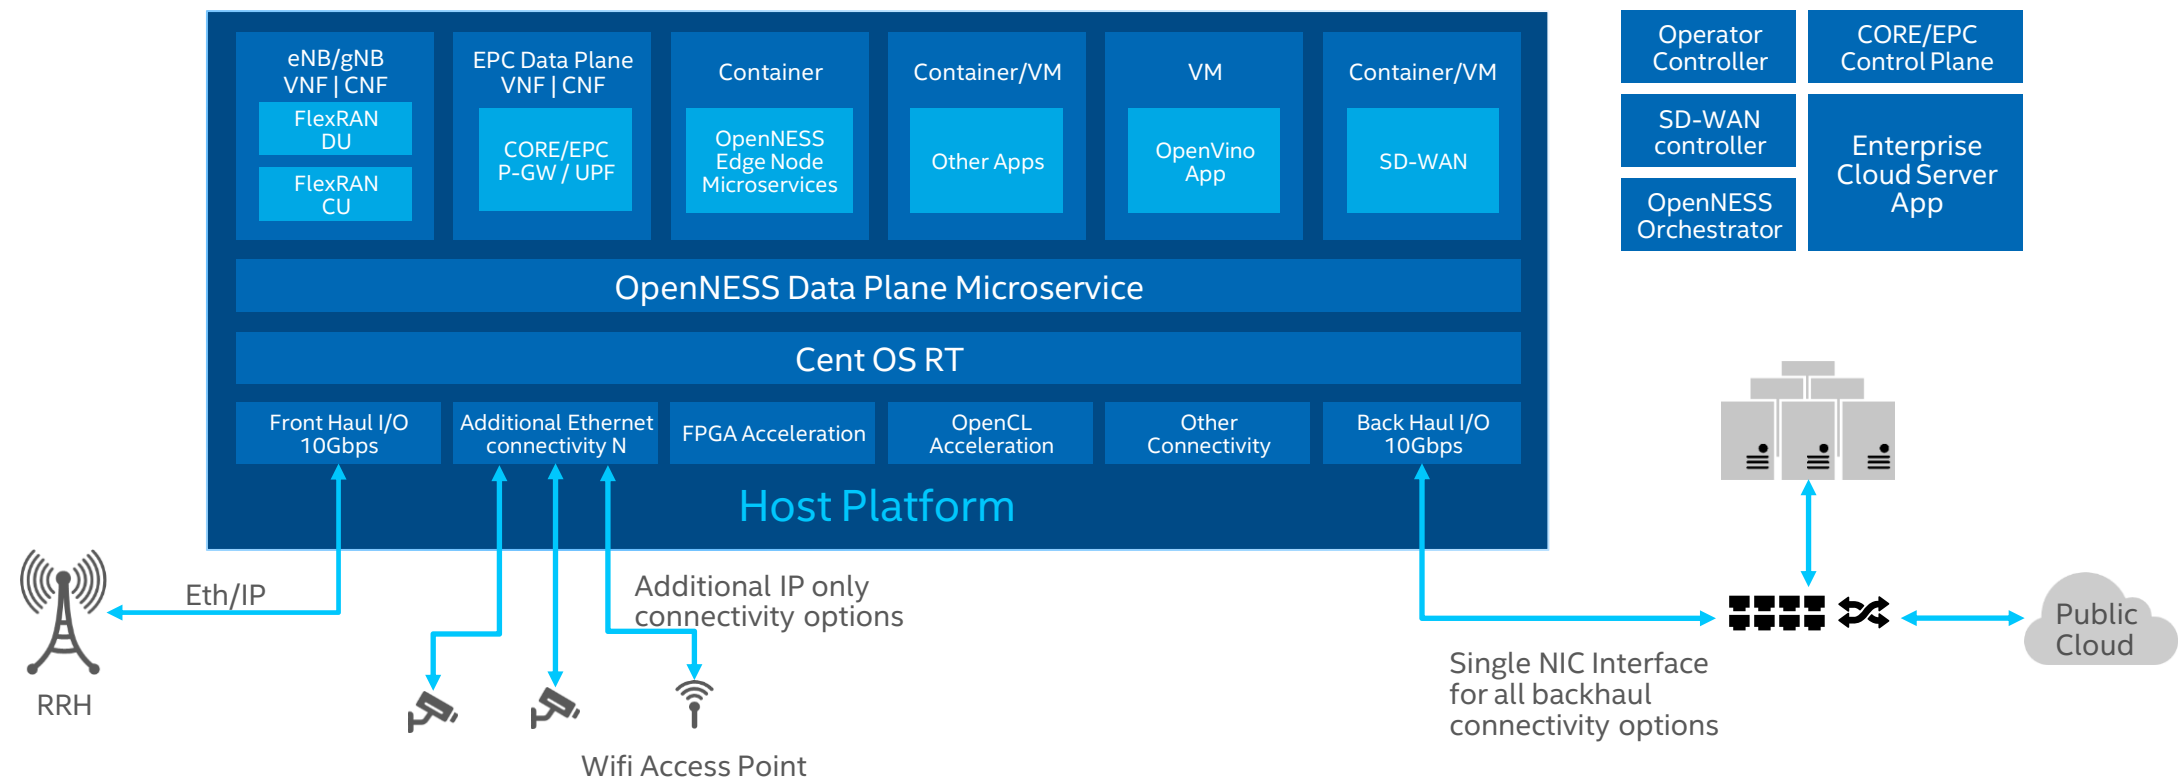 eNB/gNB
VNF | CNF
FlexRAN
DU
FlexRAN
CU
EPC Data Plane
VNF | CNF
CORE/EPC
P-GW / UPF
Container
OpenNESS
Edge Node
Microservices
Container/VM
Other Apps
VM
OpenVino
App
Container/VM
SD-WAN
Operator
Controller
CORE/EPC
Control Plane
SD-WAN
controller
Enterprise
Cloud Server
App
OpenNESS
Orchestrator
OpenNESS Data Plane Microservice
Cent OS RT
Front Haul I/O
10Gbps
Additional Ethernet
connectivity N
FPGA Acceleration
OpenCL
Acceleration
Other
Connectivity
Back Haul I/O
10Gbps
Host Platform
Eth/IP
RRH
Additional IP only
connectivity options
Wifi Access Point
Single NIC Interface
for all backhaul
connectivity options
Public
Cloud